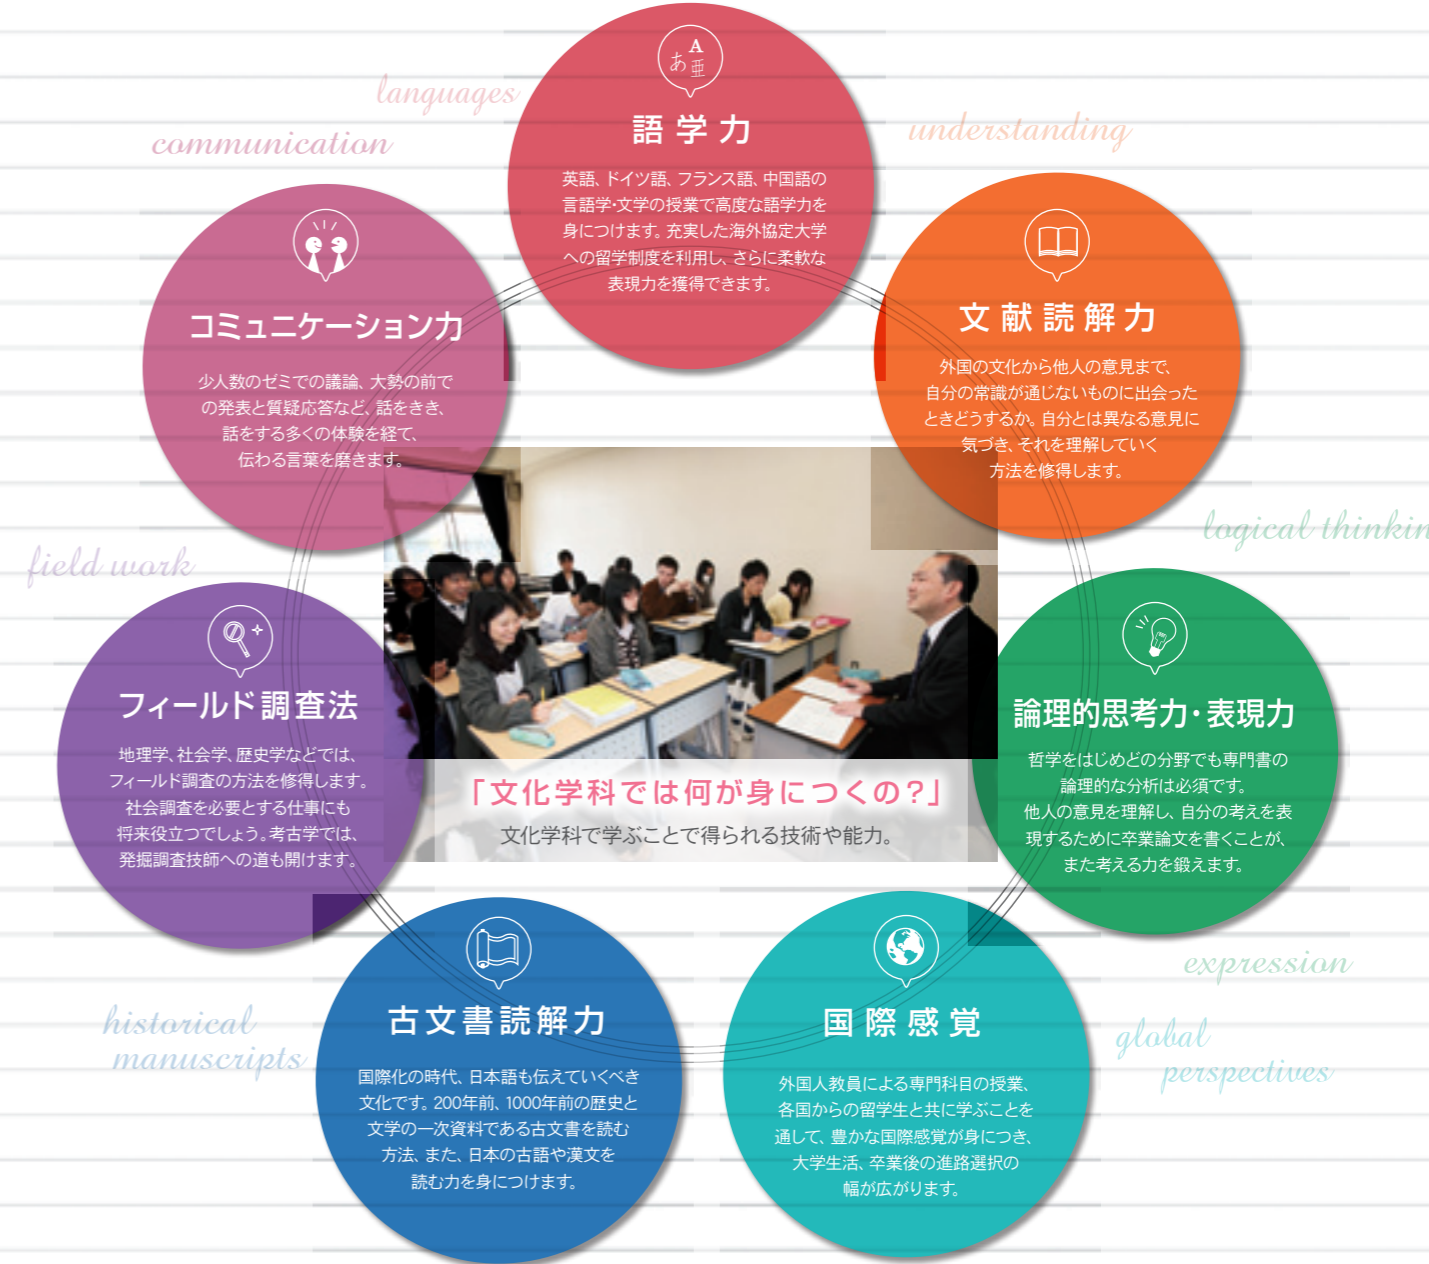 languages
communication
understanding
A
あ 亜
語学力
英語、ドイツ語、フランス語、中国語の
言語学・文学の授業で高度な語学力を
身につけます。充実した海外協定大学
への留学制度を利用し、さらに柔軟な
表現力を獲得できます。
コミュニケーション力
少人数のゼミでの議論、大勢の前で
の発表と質疑応答など、話をきき、
話をする多くの体験を経て、
伝わる言葉を磨きます。
文献読解力
外国の文化から他人の意見まで、
自分の常識が通じないものに出会った
ときどうするか。自分とは異なる意見に
気づき、それを理解していく
方法を修得します。
field work
logical thinkin
フィールド調査法
地理学、社会学、歴史学などでは、
フィールド調査の方法を修得します。
社会調査を必要とする仕事にも
将来役立つでしょう。考古学では、
発掘調査技師への道も開けます。
「文化学科では何が身につくの？」
文化学科で学ぶことで得られる技術や能力。
論理的思考力・表現力
哲学をはじめどの分野でも専門書の
論理的な分析は必須です。
他人の意見を理解し、自分の考えを表
現するために卒業論文を書くことが、
また考える力を鍛えます。
expression
historical
manuscripts
古文書読解力
国際化の時代、日本語も伝えていくべき
文化です。200年前、1000年前の歴史と
文学の一次資料である古文書を読む
方法、また、日本の古語や漢文を
読む力を身につけます。
国際感覚
外国人教員による専門科目の授業、
各国からの留学生と共に学ぶことを
通して、豊かな国際感覚が身につき、
大学生活、卒業後の進路選択の
幅が広がります。
global
perspectives